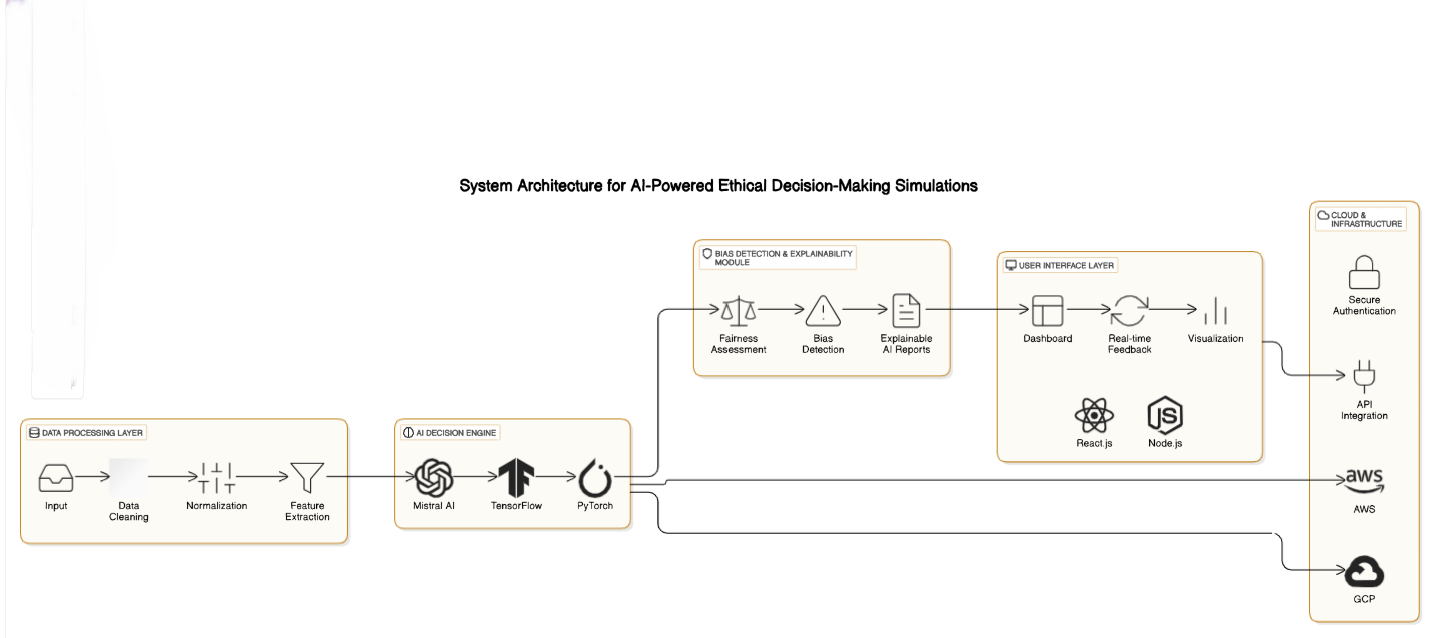 System Architecture for AI-Powered Ethical Decision-Making Simulations
DATA PROCESSING LAYER
Input
Data
Cleaning
Normalization
Feature
Extraction
AI DECISION ENGINE
Mistral AI
TensorFlow
PyTorch
BIAS DETECTION & EXPLAINABILITY
MODULE
Fairness
Assessment
Bias
Detection
Explainable
AI Reports
USER INTERFACE LAYER
Dashboard
Real-time
Feedback
Visualization
React.js
JS
Node.js
CLOUD &
INFRASTRUCTURE
Secure
Authentication
API
Integration
aws
AWS
GCP